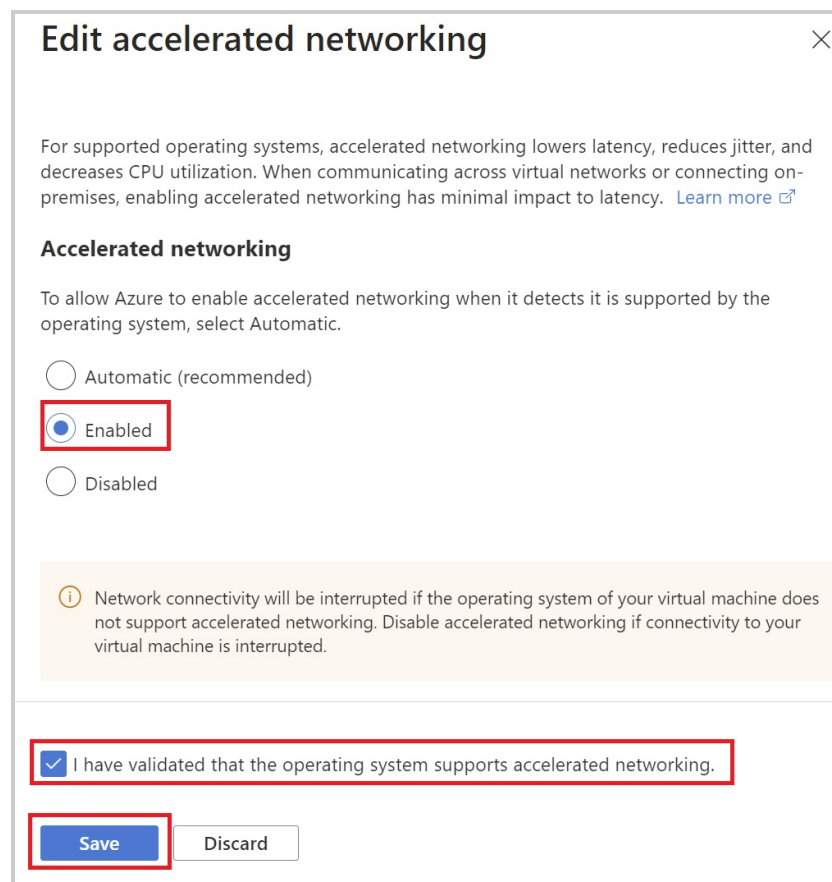 Edit accelerated networking
For supported operating systems, accelerated networking lowers latency, reduces jitter, and
decreases CPU utilization. When communicating across virtual networks or connecting on-
premises, enabling accelerated networking has minimal impact to latency. Learn more
Accelerated networking
To allow Azure to enable accelerated networking when it detects it is supported by the
operating system, select Automatic.
Automatic (recommended)
Enabled
Disabled
Network connectivity will be interrupted if the operating system of your virtual machine does
not support accelerated networking. Disable accelerated networking if connectivity to your
virtual machine is interrupted.
I have validated that the operating system supports accelerated networking.
Save Discard